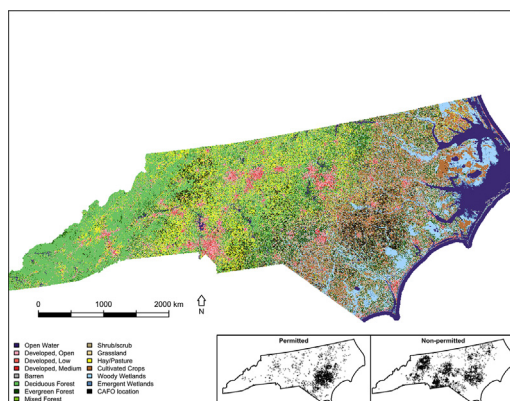 0 1000 2000 km
N
Open Water
Developed, Open
Developed, Low
Developed, Medium
Barren
Deciduous Forest
Evergreen Forest
Mixed Forest
Shrub/scrub
Grassland
Hay/Pasture
Cultivated Crops
Woody Wetlands
Emergent Wetlands
CAFO location
Permitted
Non-permitted